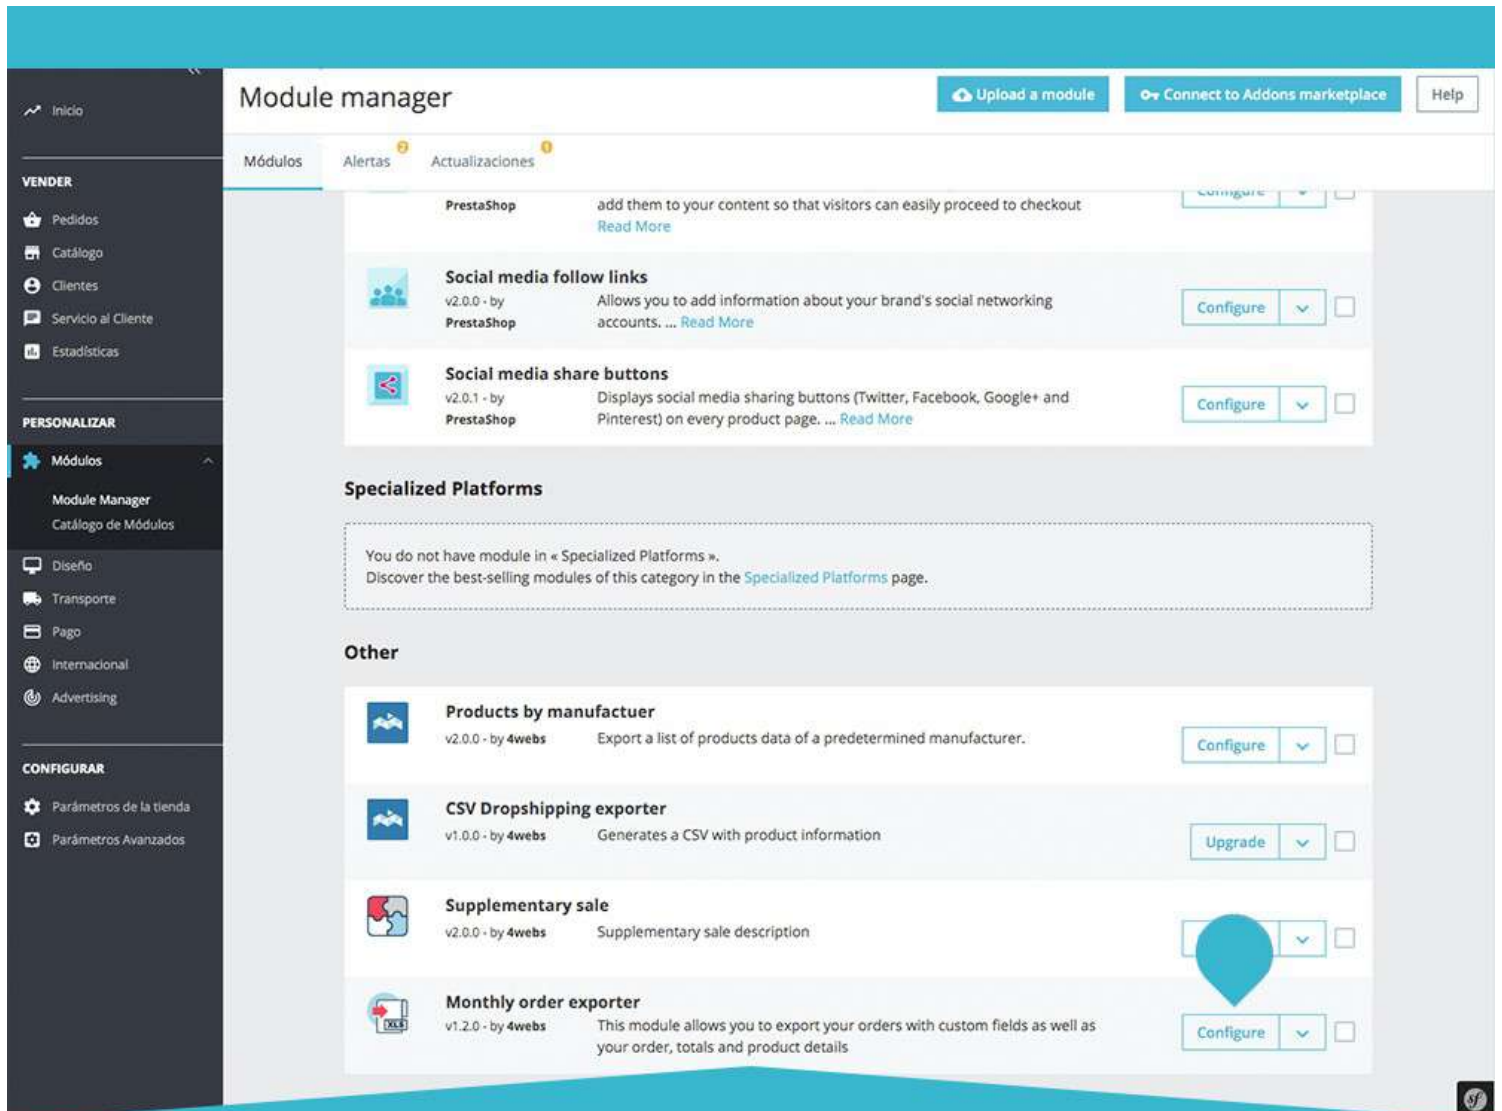 Module manager
Upload a module
Connect to Addons marketplace
Help
Inicio
VENDER
Pedidos
Catálogo
Clientes
Servicio al Cliente
Estadísticas
PERSONALIZAR
Módulos
Module Manager
Catálogo de Módulos
Diseño
Transporte
Pago
Internacional
Advertising
CONFIGURAR
Parámetros de la tienda
Parámetros Avanzados
Módulos
Alertas 2
Actualizaciones 1
PrestaShop
add them to your content so that visitors can easily proceed to checkout
Read More
Configure
Social media follow links
v2.0.0 - by
PrestaShop
Allows you to add information about your brand's social networking
accounts. ... Read More
Configure
Social media share buttons
v2.0.1 - by
PrestaShop
Displays social media sharing buttons (Twitter, Facebook, Google+ and
Pinterest) on every product page. ... Read More
Configure
Specialized Platforms
You do not have module in « Specialized Platforms ».
Discover the best-selling modules of this category in the Specialized Platforms page.
Other
Products by manufactuer
v2.0.0 - by 4webs
Export a list of products data of a predetermined manufacturer.
Configure
CSV Dropshipping exporter
v1.0.0 - by 4webs
Generates a CSV with product information
Upgrade
Supplementary sale
v2.0.0 - by 4webs
Supplementary sale description
Monthly order exporter
XLS
v1.2.0 - by 4webs
This module allows you to export your orders with custom fields as well as
your order, totals and product details
Configure
sf